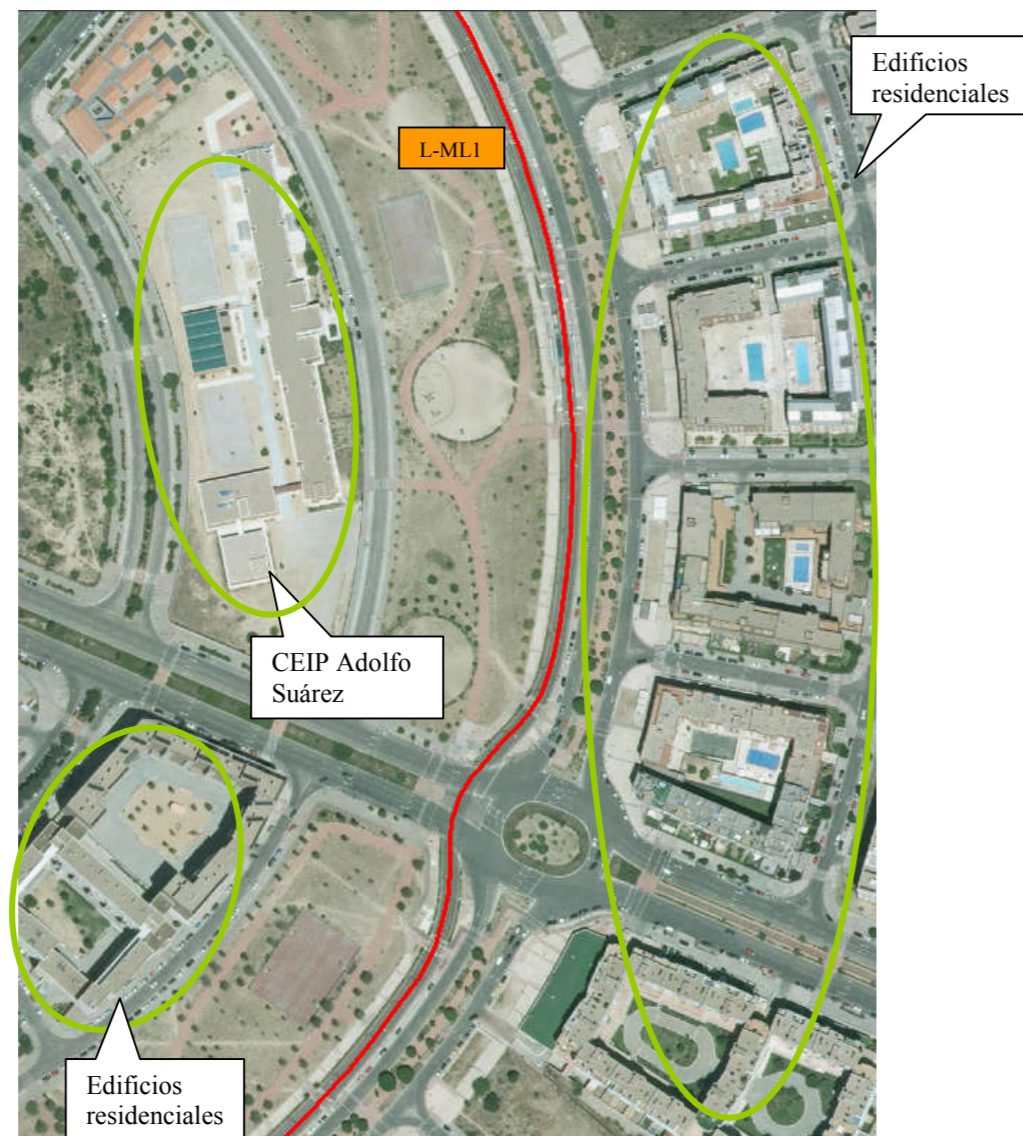 Edificios
residenciales
L-ML1
CEIP Adolfo
Suárez
Edificios
residenciales